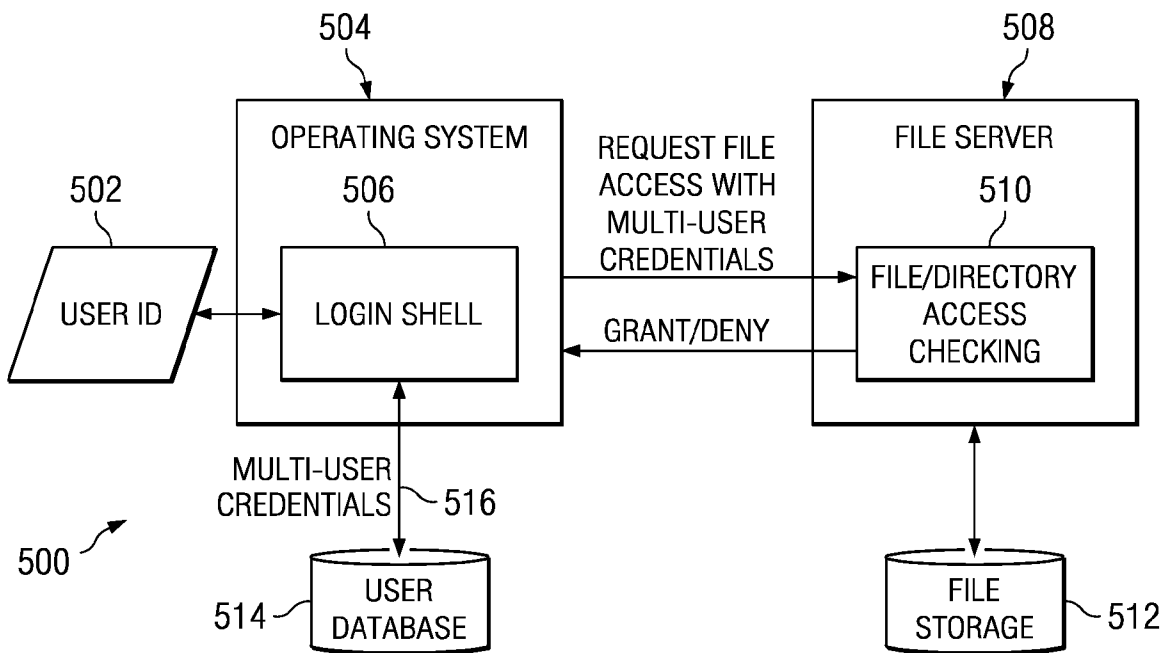 504
508
OPERATING SYSTEM
REQUEST FILE
ACCESS WITH
MULTI-USER
CREDENTIALS
FILE SERVER
502
506
510
USER ID
LOGIN SHELL
FILE/DIRECTORY
ACCESS
CHECKING
GRANT/DENY
MULTI-USER
CREDENTIALS
516
500
514
USER
DATABASE
FILE
STORAGE
512